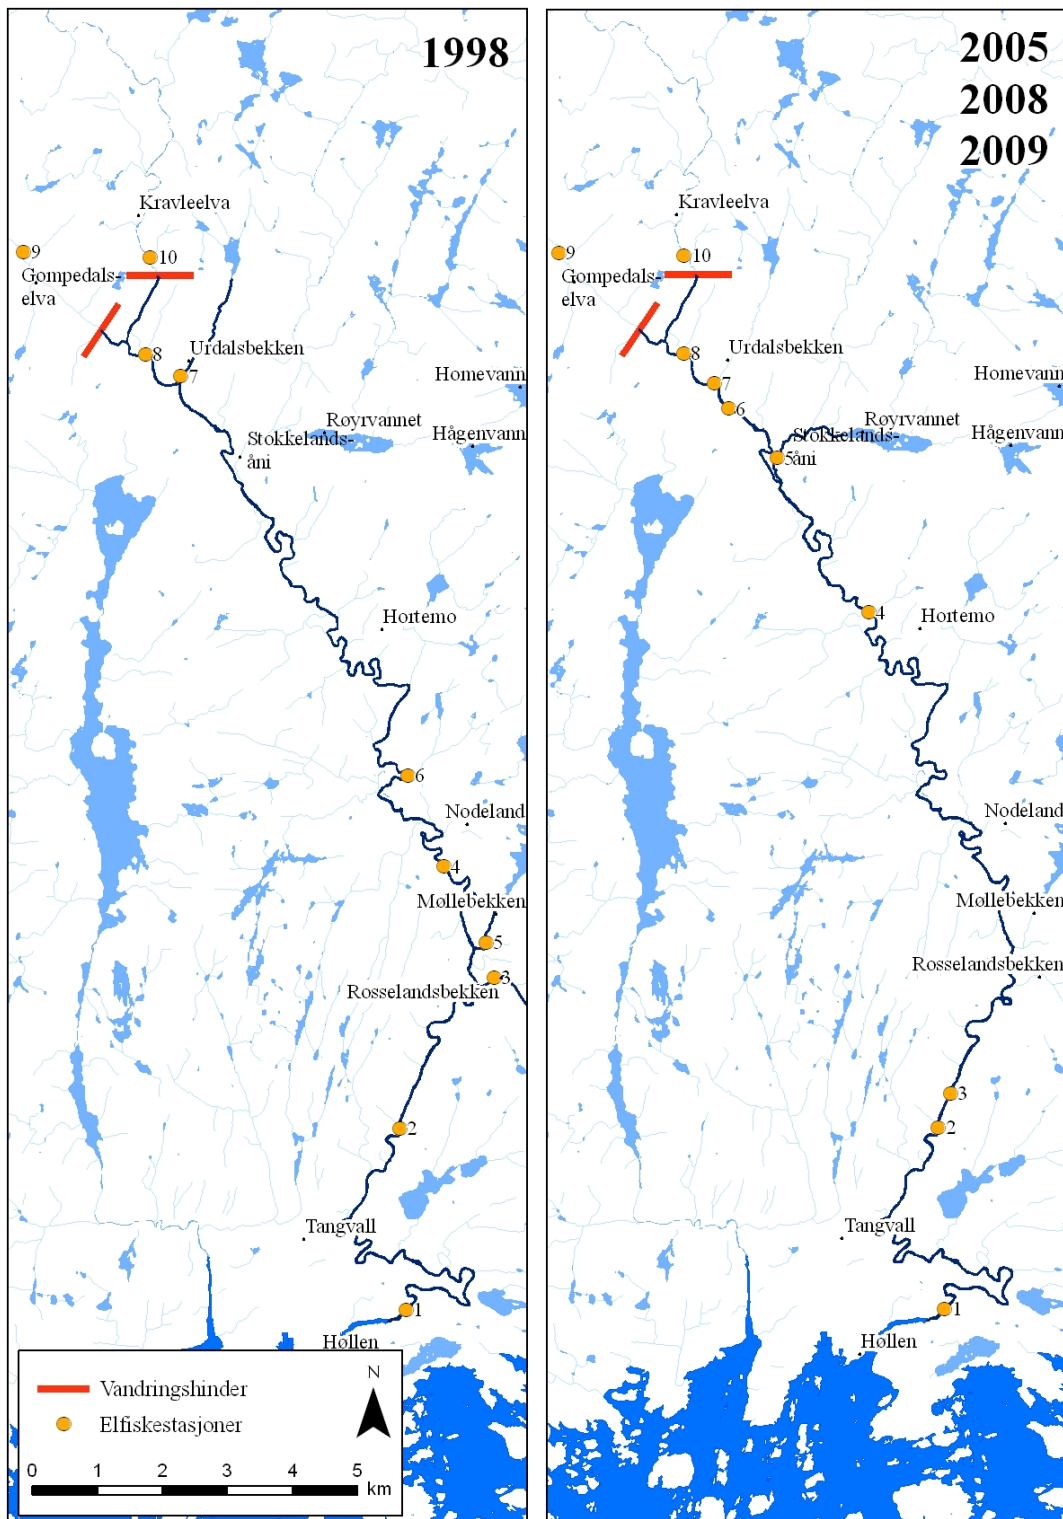 1998
Kravleelva
9
10
Gompedals-
elva
8
Urdalsbekken
7
Homevann
Røyrvannet
Stokkelands-
åni
Hågenvann
Hortemo
6
Nodeland
4
Møllebekken
5
3
Rosselandsbekken
2
Tangvall
1
Høllen
Vandringshinder
Elfiskestasjoner
N
0 1 2 3 4 5
km
2005
2008
2009
Kravleelva
9
10
Gompedals-
elva
8
Urdalsbekken
7
Homevann
6
Røyrvannet
Stokkelands-
5
åni
Hågenvann
4
Hortemo
Nodeland
Møllebekken
Rosselandsbekken
3
2
Tangvall
1
Høllen